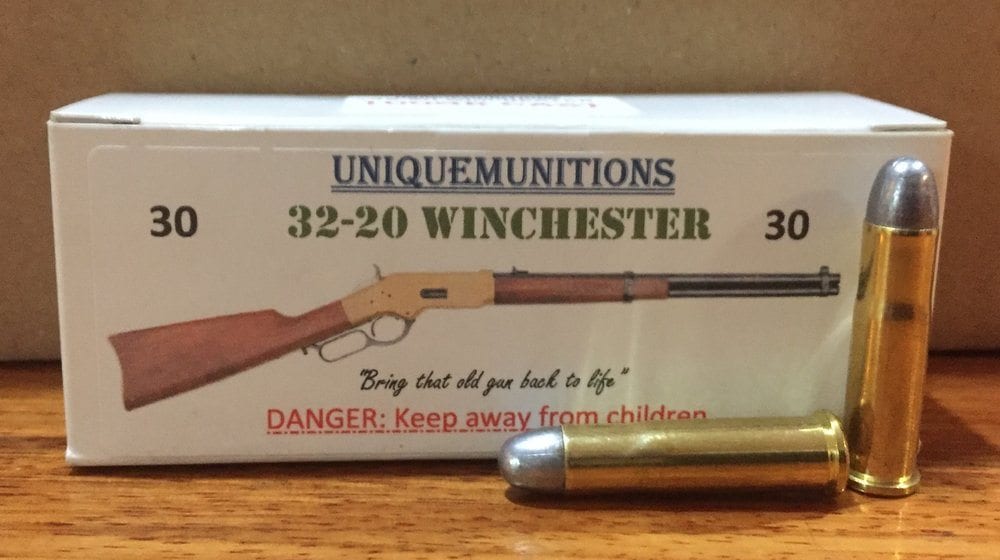 UNIQUEMUNITIONS
30 32-20 WINCHESTER 30
"Bring that old gun back to life"
DANGER: Keep away from children